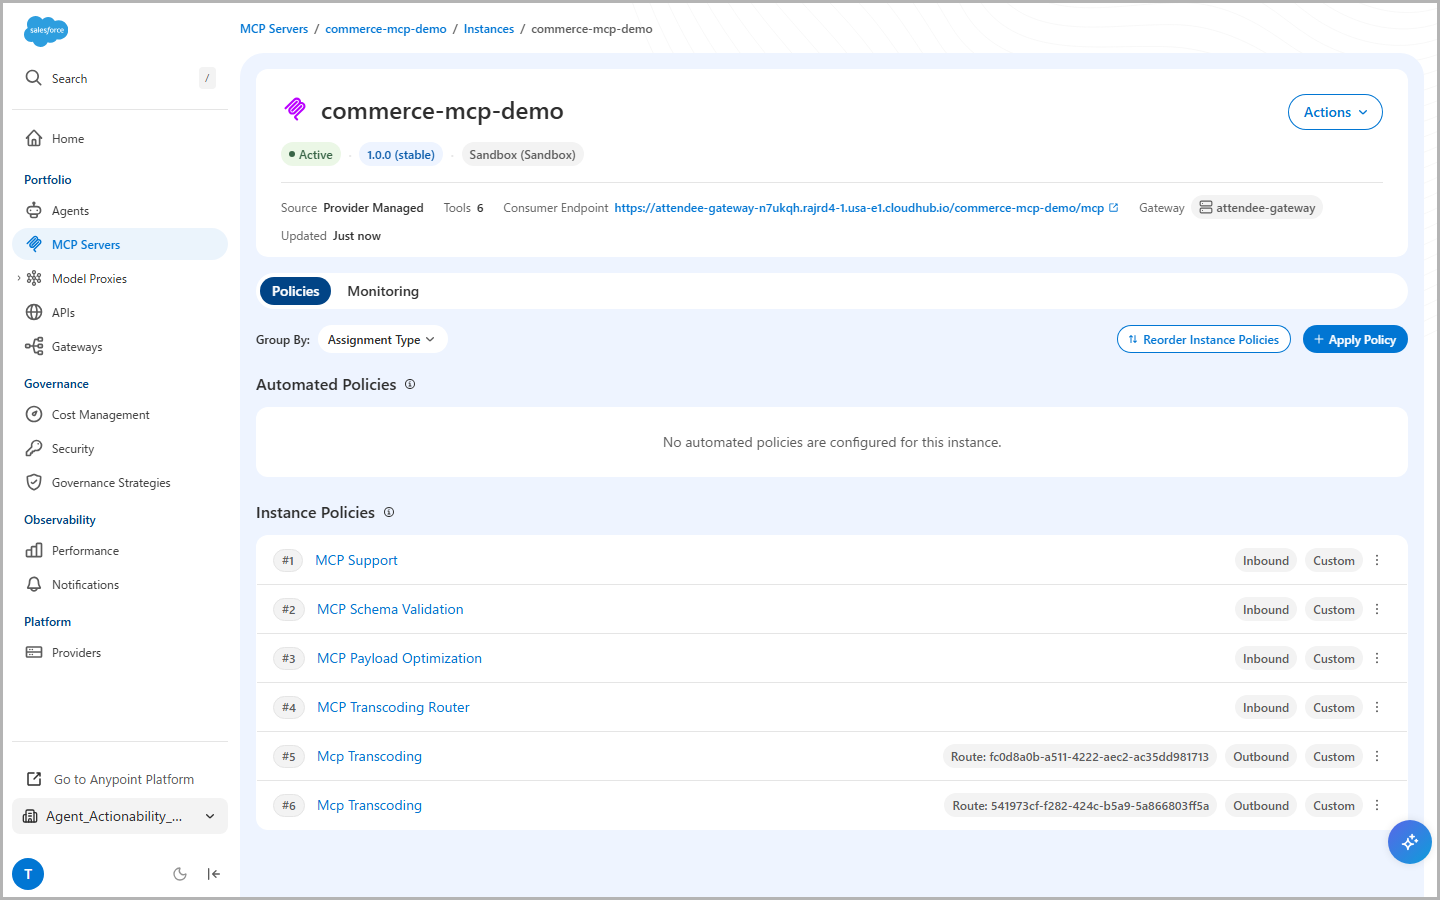 salesforce
MCP Servers / commerce-mcp-demo / Instances / commerce-mcp-demo
Search /
Home
Portfolio
Agents
MCP Servers
Model Proxies
APIs
Gateways
Governance
Cost Management
Security
Governance Strategies
Observability
Performance
Notifications
Platform
Providers
Go to Anypoint Platform
Agent_Actionability_...
T
commerce-mcp-demo
Actions
Active · 1.0.0 (stable) · Sandbox (Sandbox)
Source Provider Managed Tools 6 Consumer Endpoint https://attendee-gateway-n7ukqh.rajrd4-1.usa-e1.cloudhub.io/commerce-mcp-demo/mcp Gateway attendee-gateway
Updated Just now
Policies Monitoring
Group By: Assignment Type Reorder Instance Policies + Apply Policy
Automated Policies
No automated policies are configured for this instance.
Instance Policies
#1 MCP Support Inbound Custom
#2 MCP Schema Validation Inbound Custom
#3 MCP Payload Optimization Inbound Custom
#4 MCP Transcoding Router Inbound Custom
#5 Mcp Transcoding Route: fc0d8a0b-a511-4222-aec2-ac35dd981713 Outbound Custom
#6 Mcp Transcoding Route: 541973cf-f282-424c-b5a9-5a866803ff5a Outbound Custom